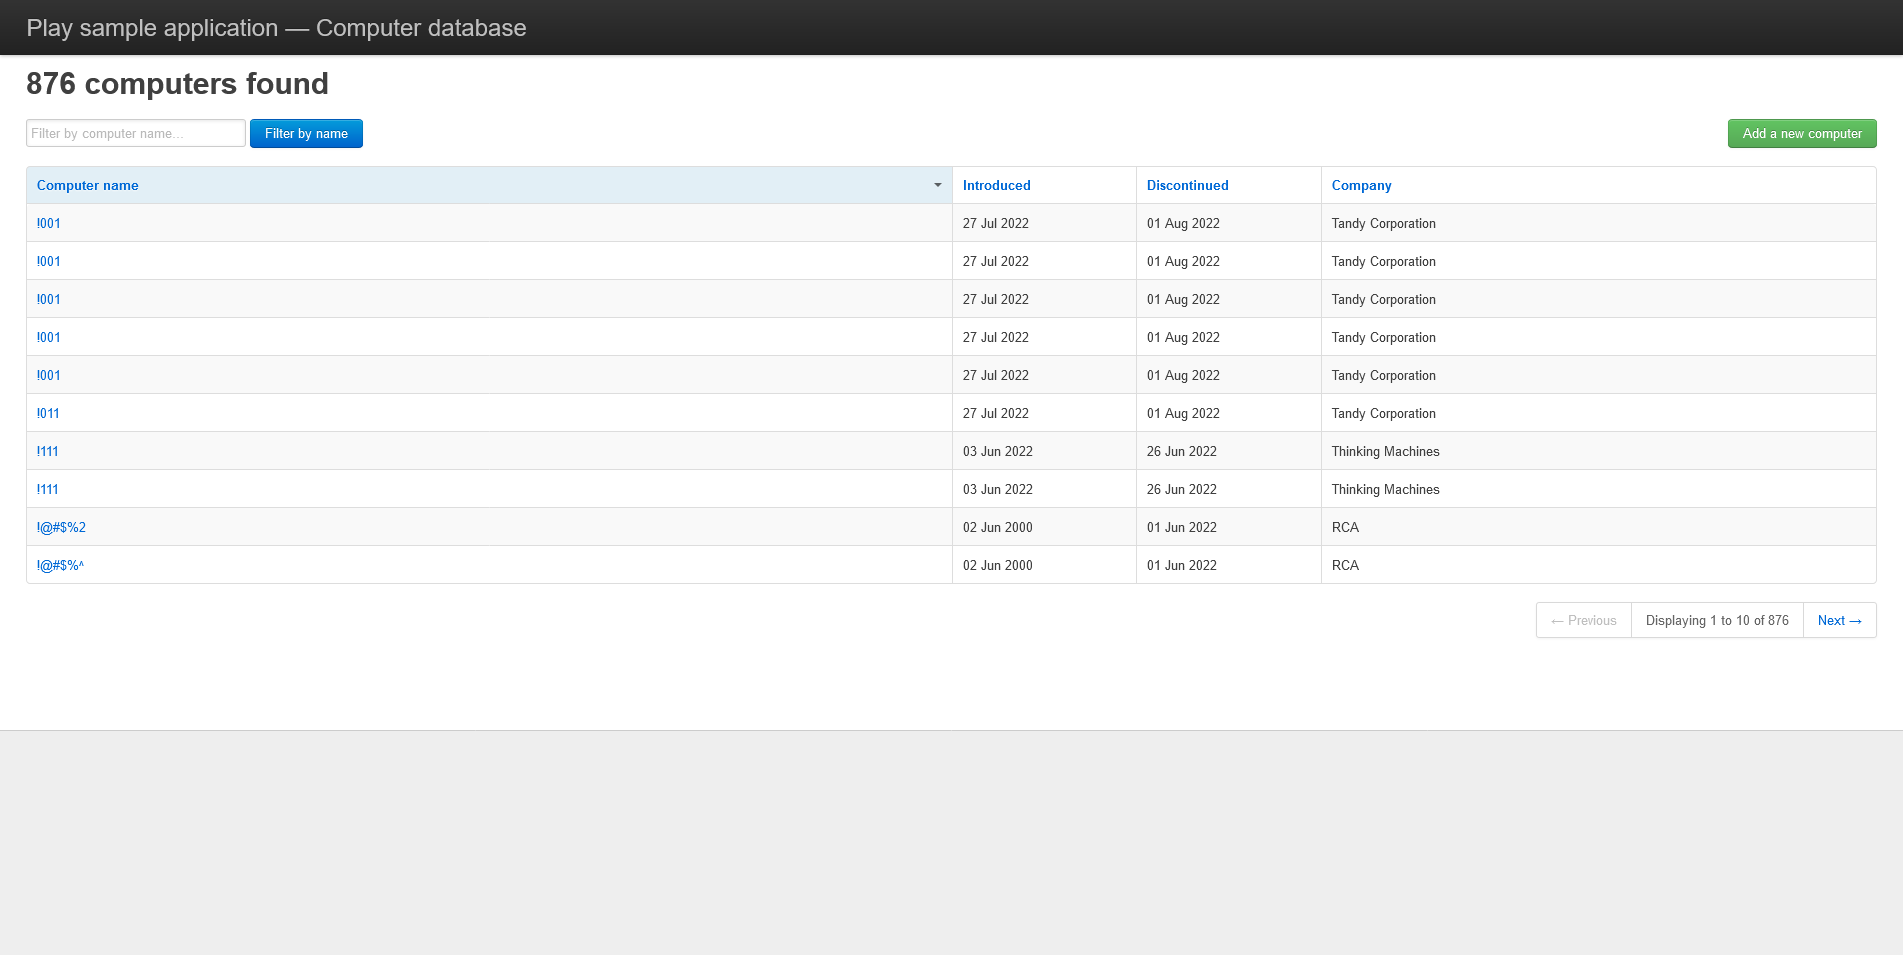 Play sample application — Computer database
876 computers found
Filter by computer name... Filter by name Add a new computer
Computer name Introduced Discontinued Company
!001 27 Jul 2022 01 Aug 2022 Tandy Corporation
!001 27 Jul 2022 01 Aug 2022 Tandy Corporation
!001 27 Jul 2022 01 Aug 2022 Tandy Corporation
!001 27 Jul 2022 01 Aug 2022 Tandy Corporation
!001 27 Jul 2022 01 Aug 2022 Tandy Corporation
!011 27 Jul 2022 01 Aug 2022 Tandy Corporation
!111 03 Jun 2022 26 Jun 2022 Thinking Machines
!111 03 Jun 2022 26 Jun 2022 Thinking Machines
!@#$%2 02 Jun 2000 01 Jun 2022 RCA
!@#$%^ 02 Jun 2000 01 Jun 2022 RCA
← Previous Displaying 1 to 10 of 876 Next →